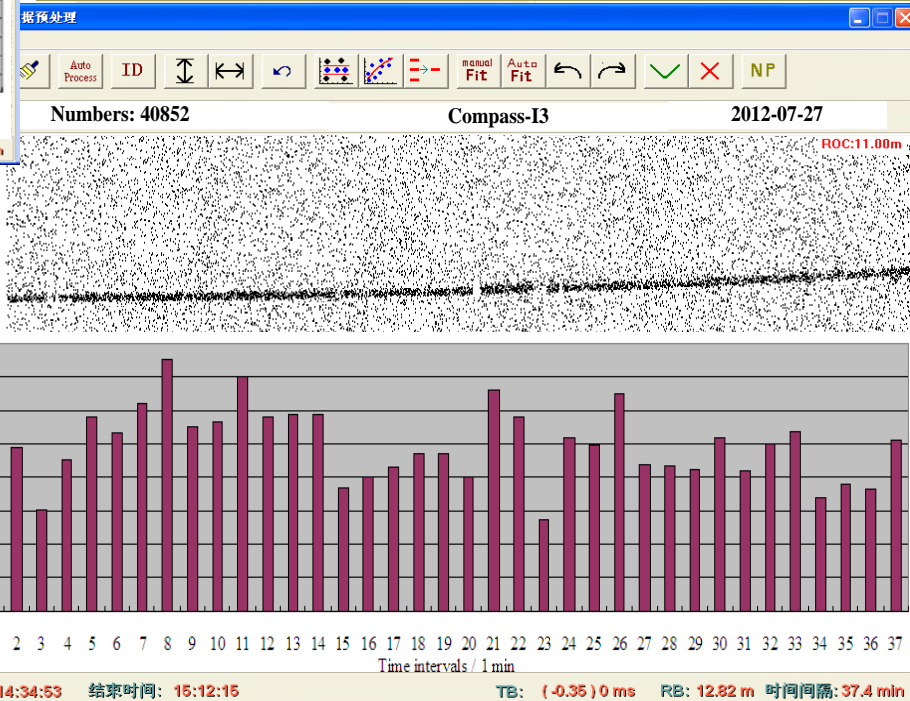 据预处理
Auto Process ID manual Fit Auto Fit NP
Numbers: 40852 Compass-I3 2012-07-27
ROC:11.00m
2 3 4 5 6 7 8 9 10 11 12 13 14 15 16 17 18 19 20 21 22 23 24 25 26 27 28 29 30 31 32 33 34 35 36 37
Time intervals / 1 min
14:34:53 结束时间: 15:12:15 TB: (-0.35)0 ms RB: 12.82 m 时间间隔: 37.4 min